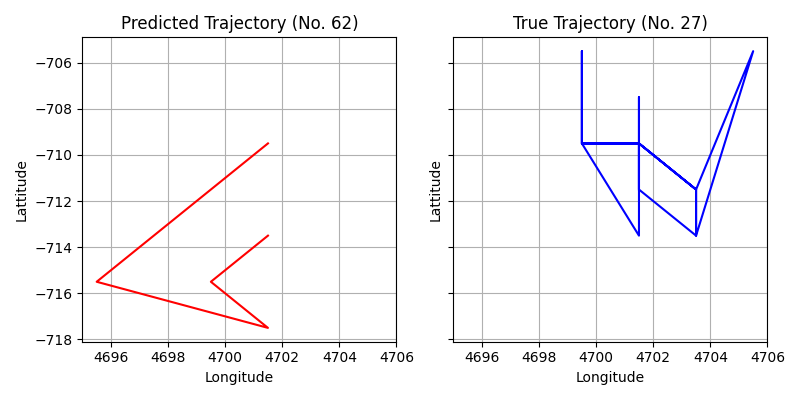 Predicted Trajectory (No. 62)
Lattitude
−706
−708
−710
−712
−714
−716
−718
4696 4698 4700 4702 4704 4706
Longitude
True Trajectory (No. 27)
Lattitude
4696 4698 4700 4702 4704 4706
Longitude